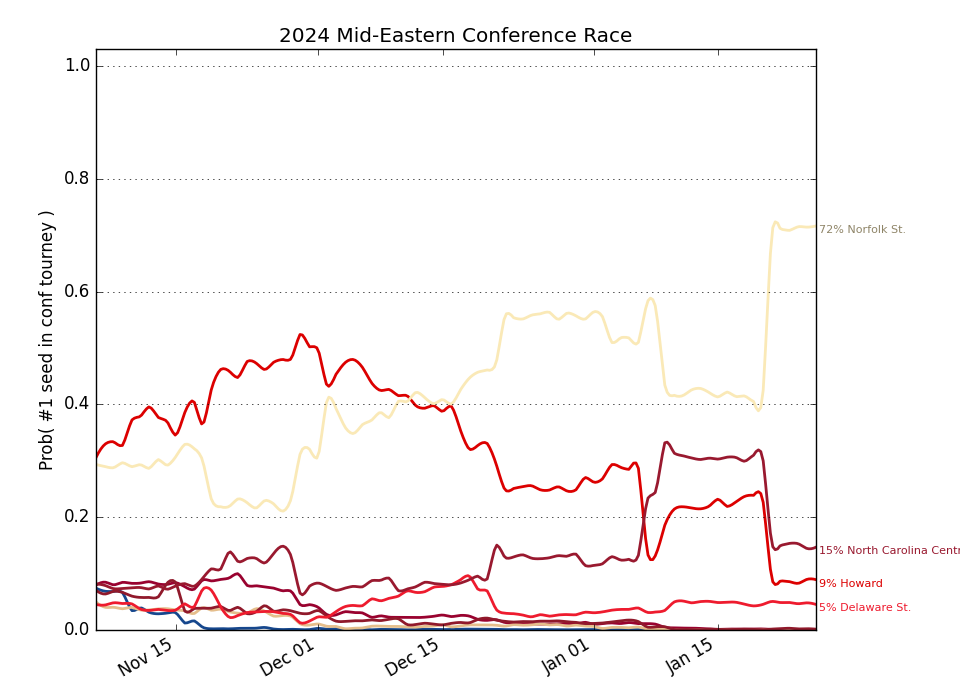 2024 Mid-Eastern Conference Race
Prob( #1 seed in conf tourney )
1.0
0.8
0.6
0.4
0.2
0.0
72% Norfolk St.
15% North Carolina Centr
9% Howard
5% Delaware St.
Nov 15
Dec 01
Dec 15
Jan 01
Jan 15